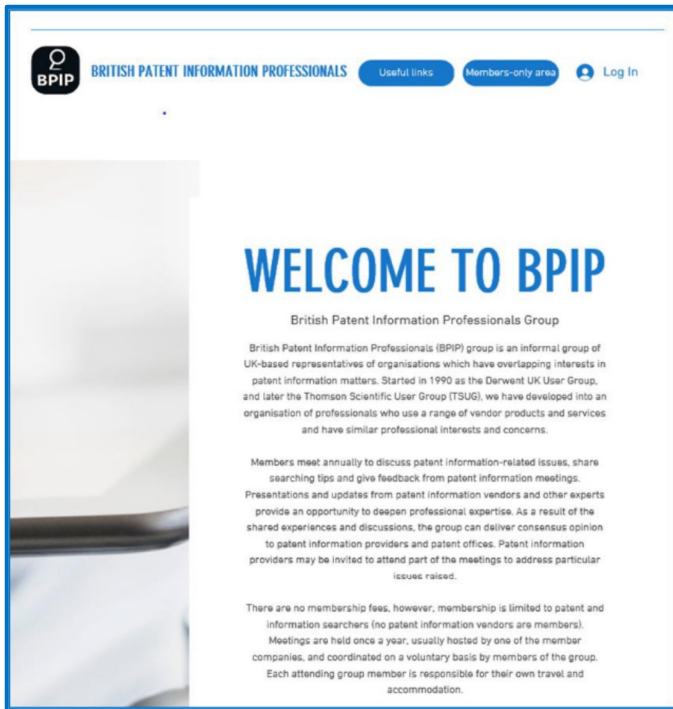 BPIP
BRITISH PATENT INFORMATION PROFESSIONALS
Useful links
Members-only area
Log In
WELCOME TO BPIP
British Patent Information Professionals Group
British Patent Information Professionals (BPIP) group is an informal group of
UK-based representatives of organisations which have overlapping interests in
patent information matters. Started in 1990 as the Derwent UK User Group,
and later the Thomson Scientific User Group (TSUG), we have developed into an
organisation of professionals who use a range of vendor products and services
and have similar professional interests and concerns.
Members meet annually to discuss patent information-related issues, share
searching tips and give feedback from patent information meetings.
Presentations and updates from patent information vendors and other experts
provide an opportunity to deepen professional expertise. As a result of the
shared experiences and discussions, the group can deliver consensus opinion
to patent information providers and patent offices. Patent information
providers may be invited to attend part of the meetings to address particular
issues raised.
There are no membership fees, however, membership is limited to patent and
information searchers (no patent information vendors are members).
Meetings are held once a year, usually hosted by one of the member
companies, and coordinated on a voluntary basis by members of the group.
Each attending group member is responsible for their own travel and
accommodation.